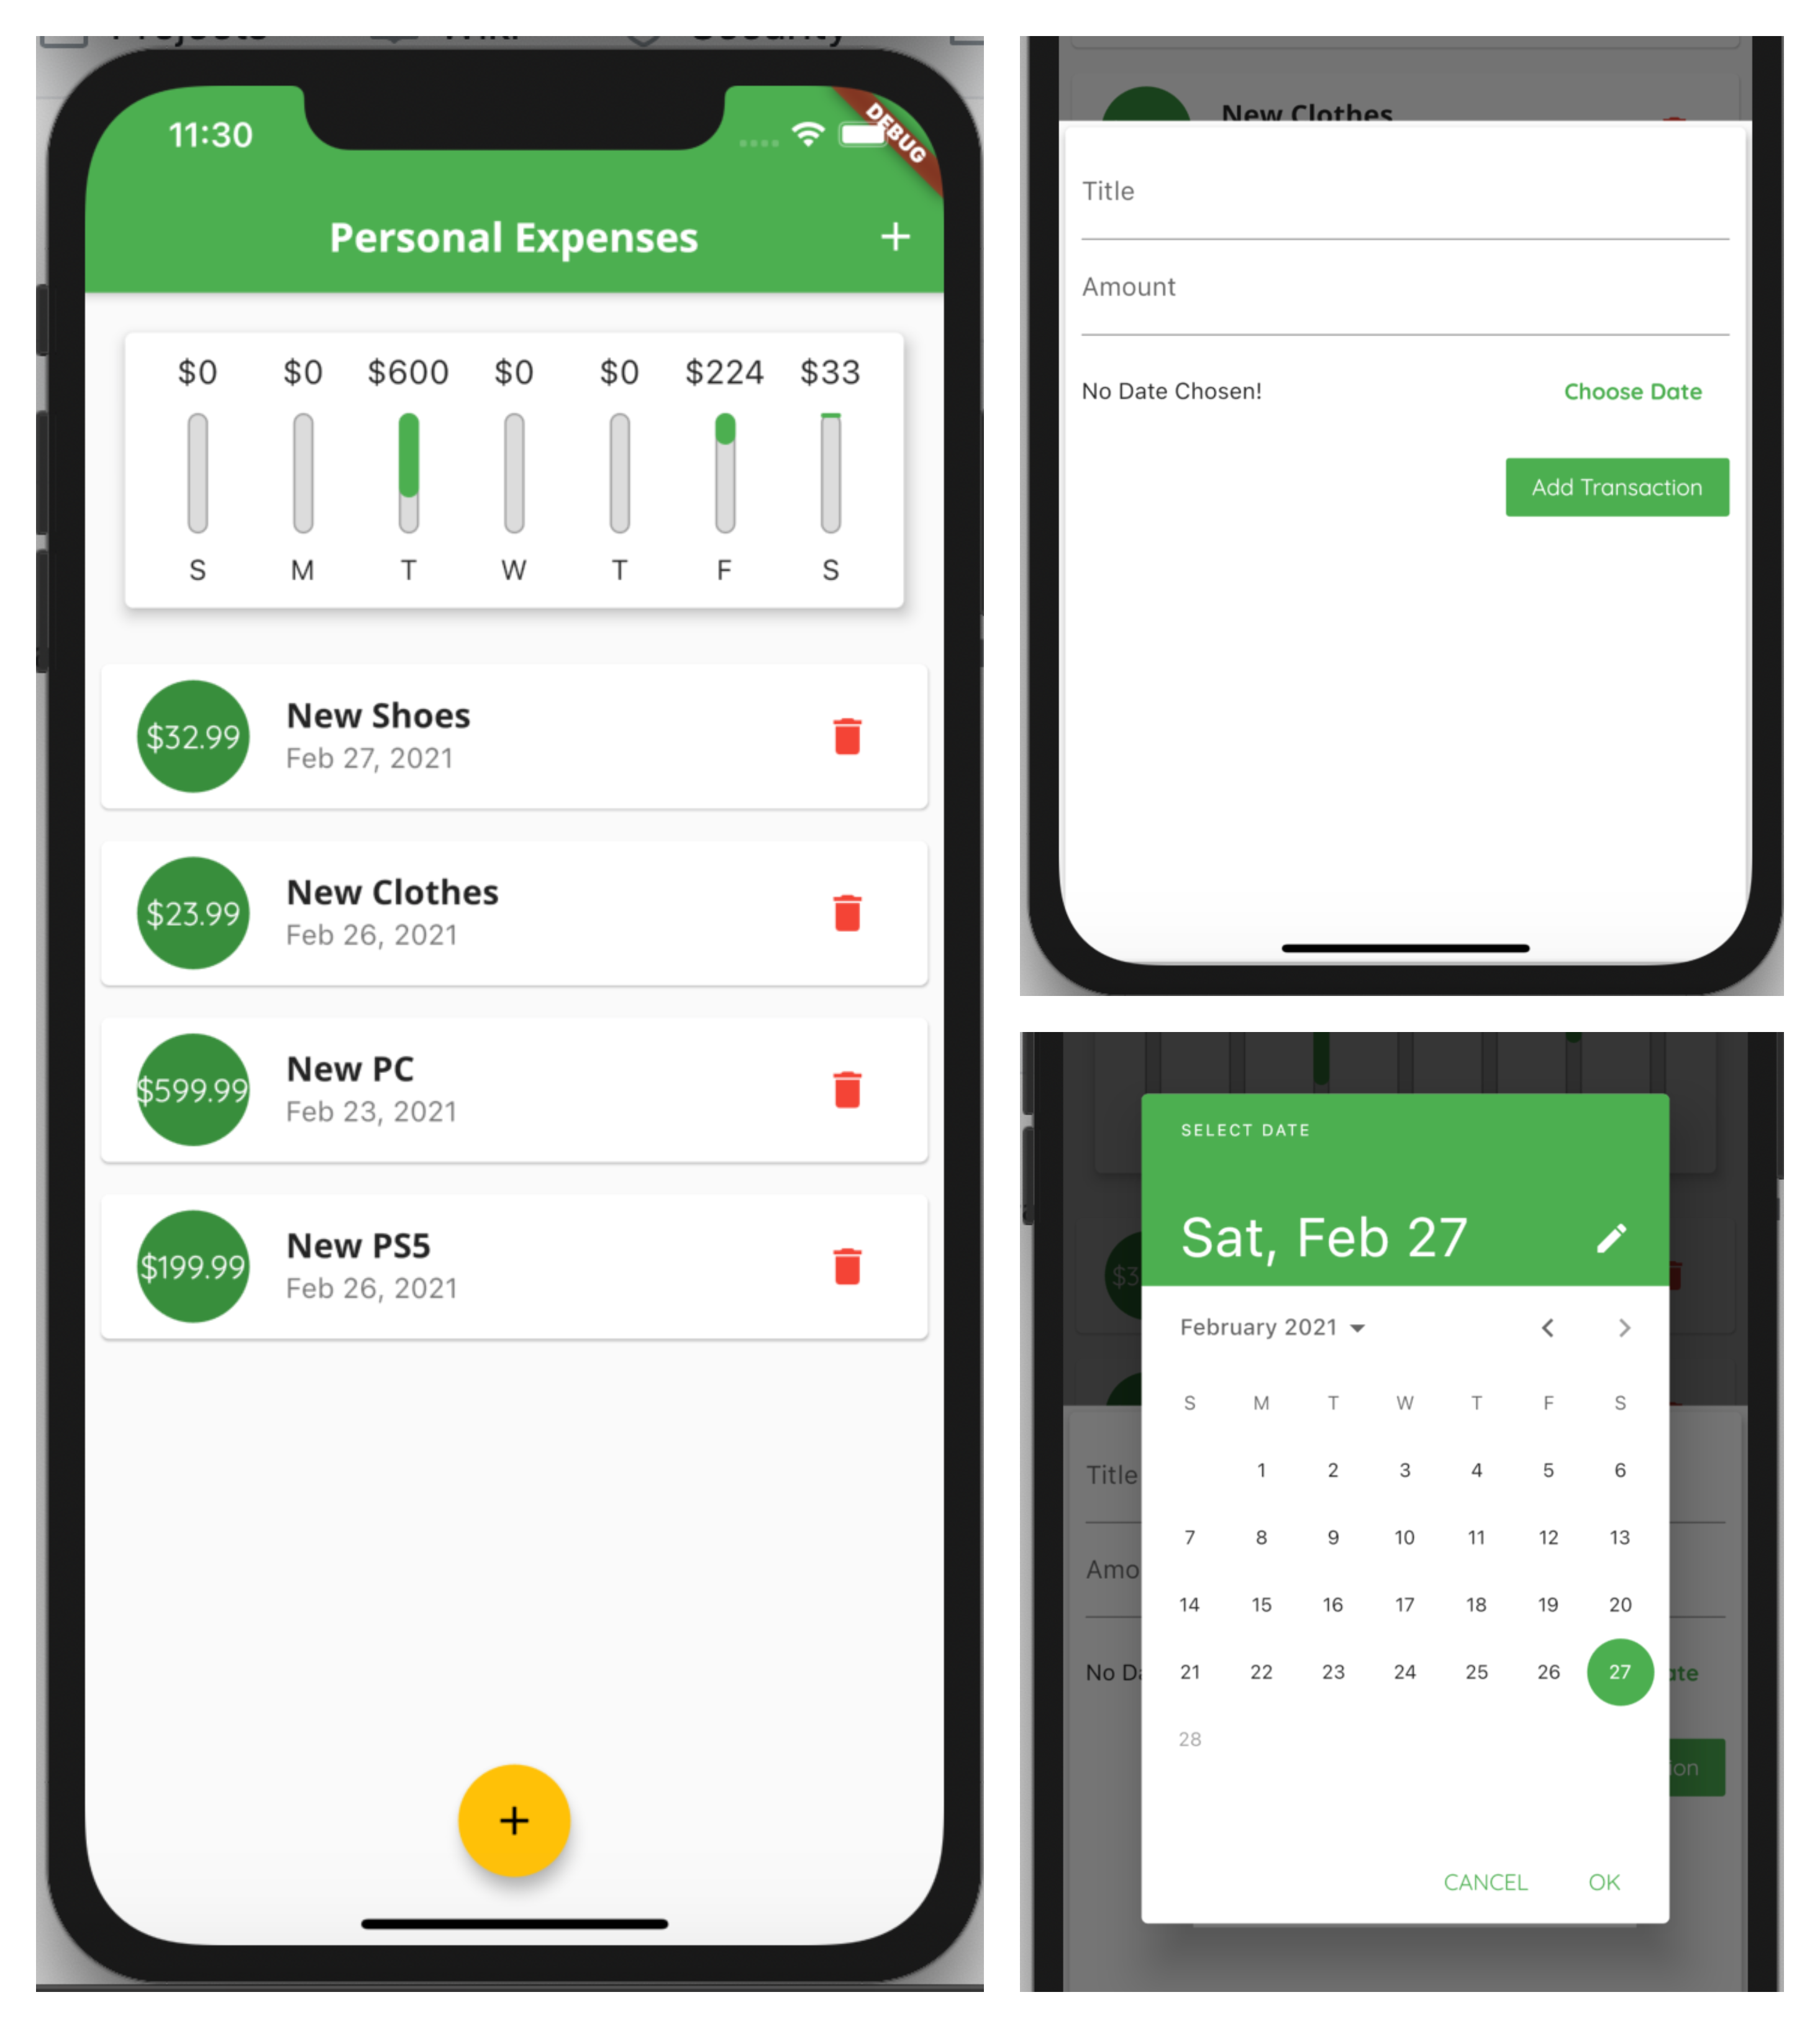 11:30
DEBUG
Personal Expenses
+
$0 $0 $600 $0 $0 $224 $33
S M T W T F S
$32.99
New Shoes
Feb 27, 2021
$23.99
New Clothes
Feb 26, 2021
$599.99
New PC
Feb 23, 2021
$199.99
New PS5
Feb 26, 2021
+
New Clothes
Title
Amount
No Date Chosen! Choose Date
Add Transaction
SELECT DATE
Sat, Feb 27
February 2021
S M T W T F S
1 2 3 4 5 6
7 8 9 10 11 12 13
14 15 16 17 18 19 20
21 22 23 24 25 26 27
28
CANCEL OK
$3
Title
Amo
No Da
ate
ion